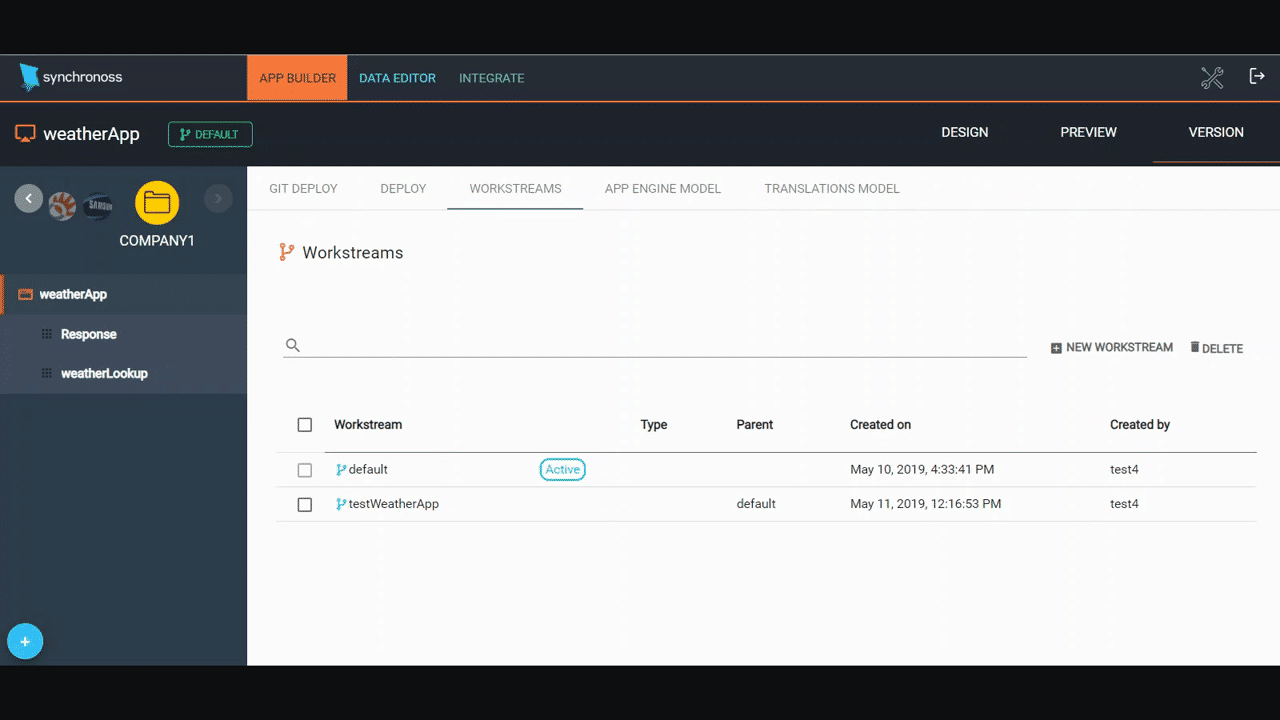 synchronoss APP BUILDER DATA EDITOR INTEGRATE
weatherApp DEFAULT DESIGN PREVIEW VERSION
GIT DEPLOY DEPLOY WORKSTREAMS APP ENGINE MODEL TRANSLATIONS MODEL
SAMSUN
COMPANY1
weatherApp
Response
weatherLookup
Workstreams
NEW WORKSTREAM DELETE
Workstream Type Parent Created on Created by
default Active May 10, 2019, 4:33:41 PM test4
testWeatherApp default May 11, 2019, 12:16:53 PM test4